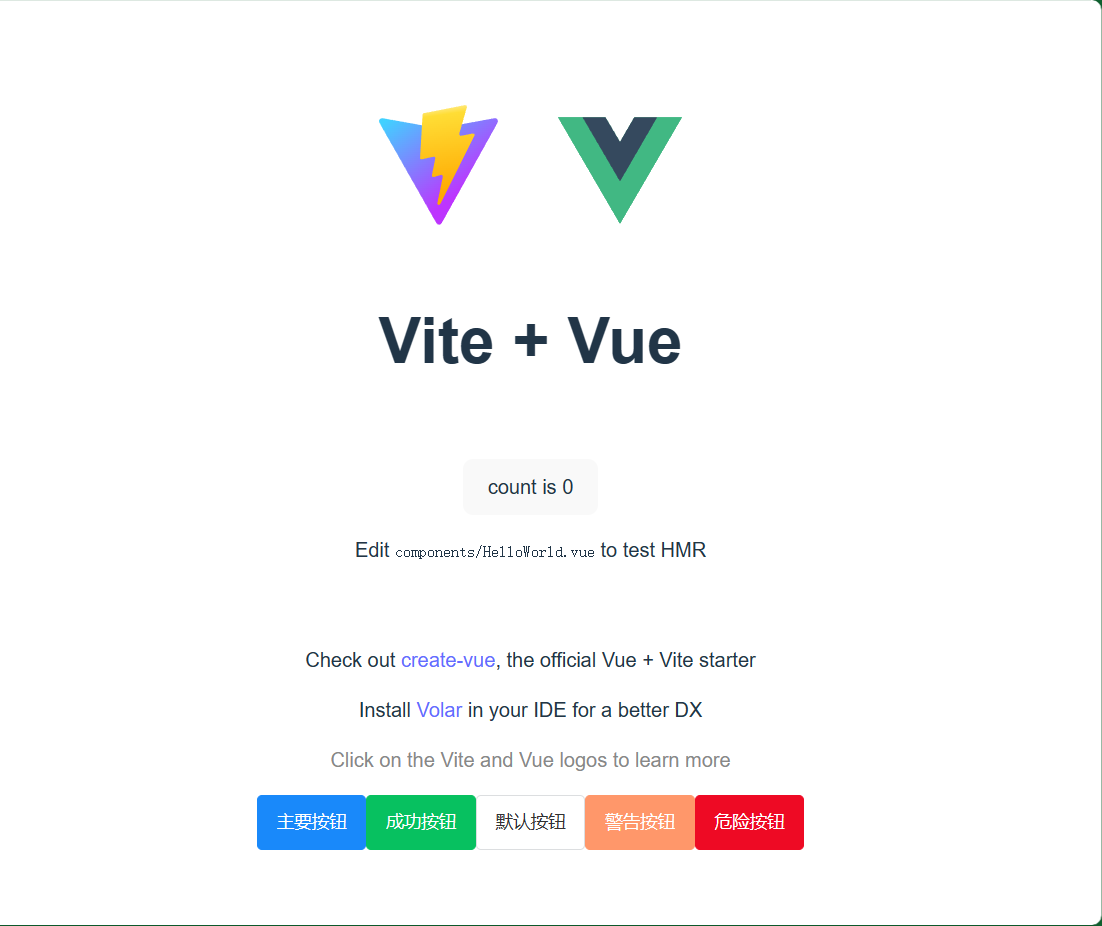 Vite + Vue
count is 0
Edit components/HelloWorld.vue to test HMR
Check out create-vue, the official Vue + Vite starter
Install Volar in your IDE for a better DX
Click on the Vite and Vue logos to learn more
主要按钮 成功按钮 默认按钮 警告按钮 危险按钮